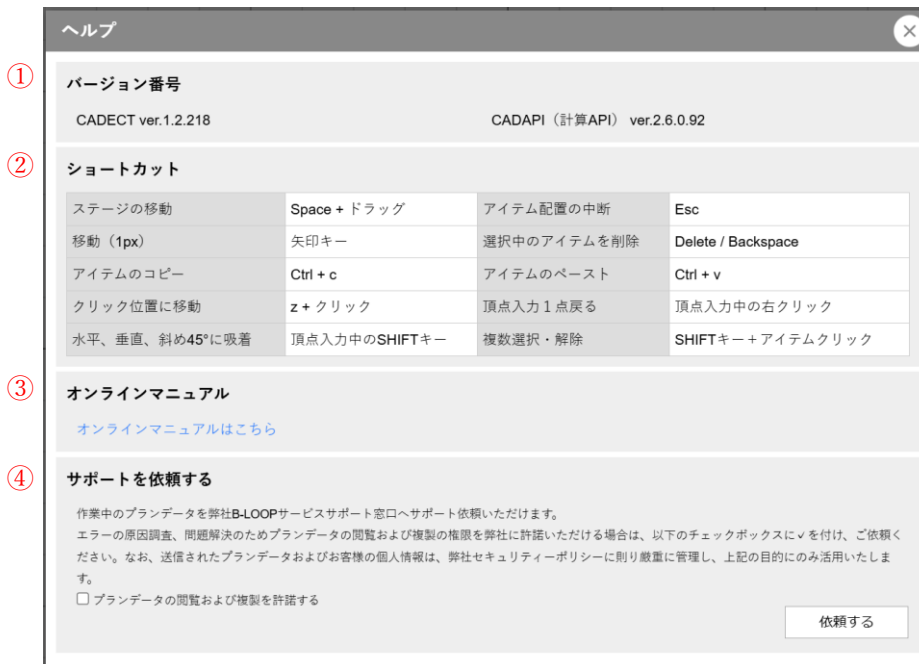 ヘルプ
①
バージョン番号
CADECT ver.1.2.218 CADAPI（計算API） ver.2.6.0.92
②
ショートカット
ステージの移動 Space + ドラッグ アイテム配置の中断 Esc
移動（1px） 矢印キー 選択中のアイテムを削除 Delete / Backspace
アイテムのコピー Ctrl + c アイテムのペースト Ctrl + v
クリック位置に移動 z + クリック 頂点入力１点戻る 頂点入力中の右クリック
水平、垂直、斜め45°に吸着 頂点入力中のSHIFTキー 複数選択・解除 SHIFTキー＋アイテムクリック
③
オンラインマニュアル
オンラインマニュアルはこちら
④
サポートを依頼する
作業中のプランデータを弊社B-LOOPサービスサポート窓口へサポート依頼いただけます。
エラーの原因調査、問題解決のためプランデータの閲覧および複製の権限を弊社に許諾いただける場合は、以下のチェックボックスに✓を付け、ご依頼く
ださい。なお、送信されたプランデータおよびお客様の個人情報は、弊社セキュリティーポリシーに則り厳重に管理し、上記の目的にのみ活用いたしま
す。
プランデータの閲覧および複製を許諾する
依頼する